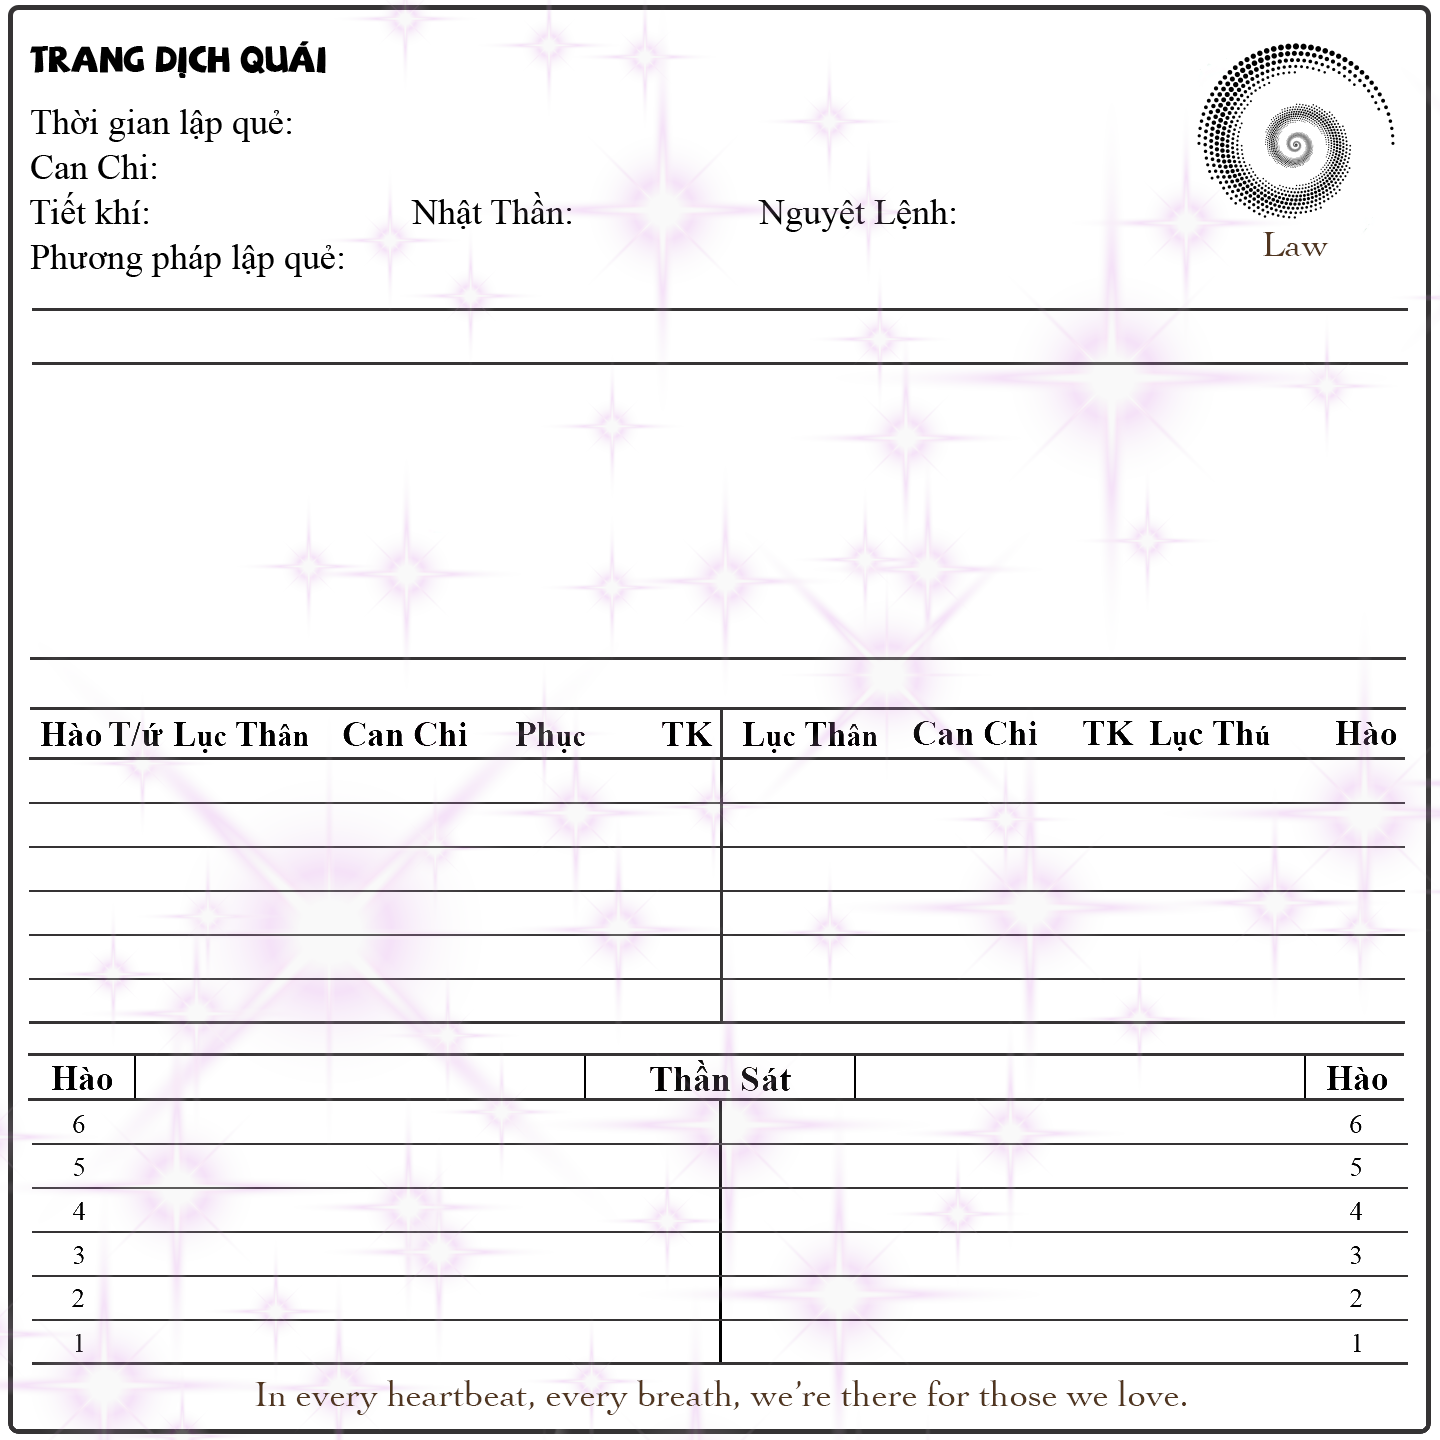 TRANG DỊCH QUÁI
Thời gian lập quẻ:
Can Chi:
Tiết khí: Nhật Thần: Nguyệt Lệnh:
Phương pháp lập quẻ:
Law
Hào T/ứ Lục Thân Can Chi Phục TK Lục Thân Can Chi TK Lục Thú Hào
Hào Thần Sát Hào
6 6
5 5
4 4
3 3
2 2
1 1
In every heartbeat, every breath, we're there for those we love.